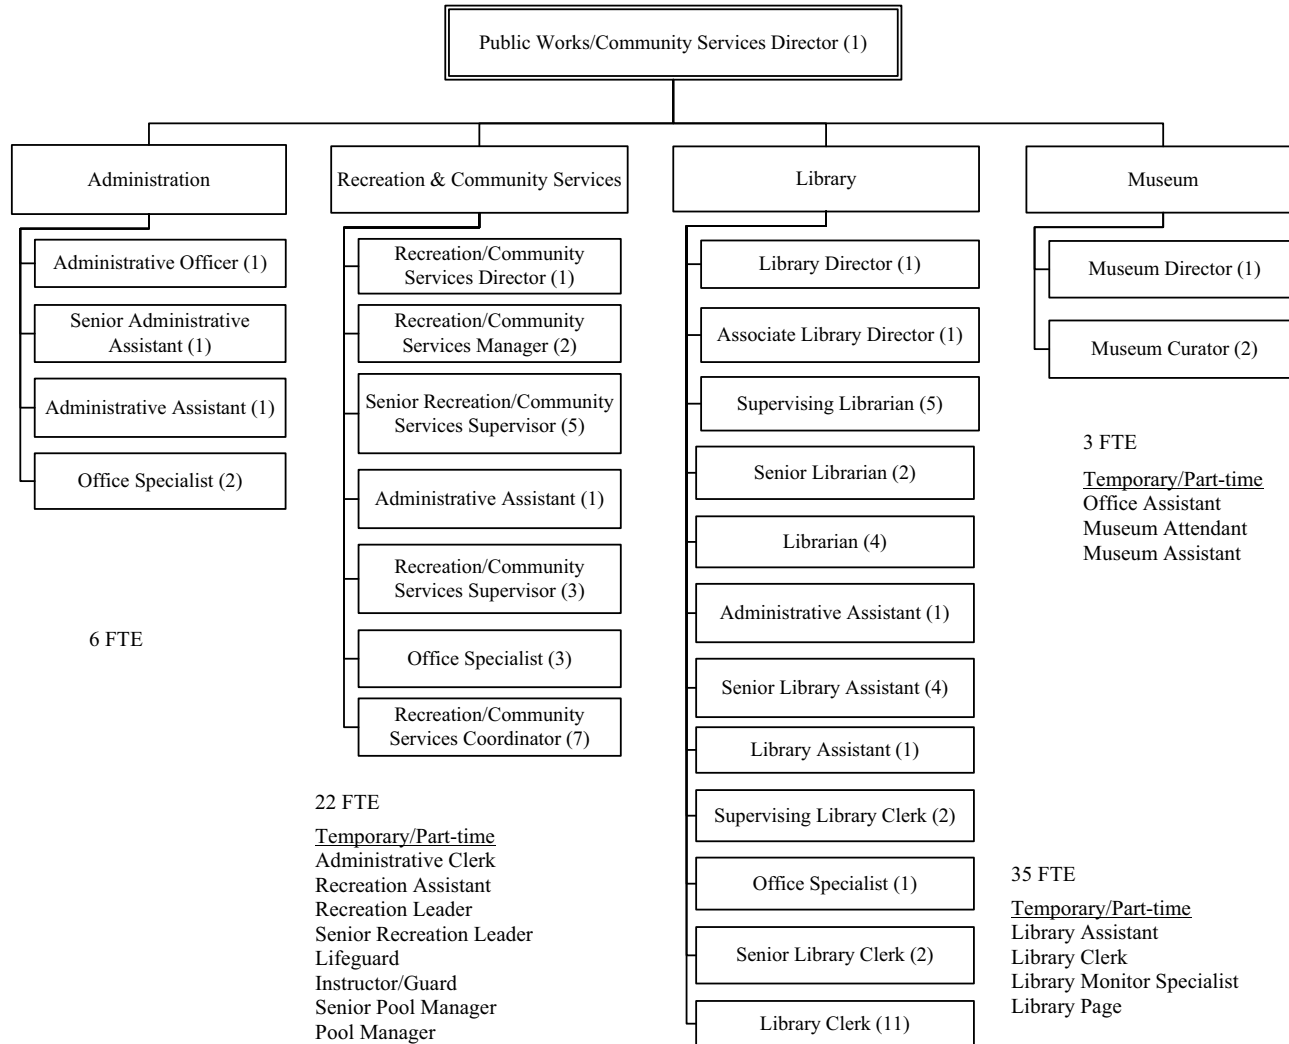 Public Works/Community Services Director (1)
Administration
Recreation & Community Services
Library
Museum
Administrative Officer (1)
Senior Administrative
Assistant (1)
Administrative Assistant (1)
Office Specialist (2)
6 FTE
Recreation/Community
Services Director (1)
Recreation/Community
Services Manager (2)
Senior Recreation/Community
Services Supervisor (5)
Administrative Assistant (1)
Recreation/Community
Services Supervisor (3)
Office Specialist (3)
Recreation/Community
Services Coordinator (7)
22 FTE
Temporary/Part-time
Administrative Clerk
Recreation Assistant
Recreation Leader
Senior Recreation Leader
Lifeguard
Instructor/Guard
Senior Pool Manager
Pool Manager
Library Director (1)
Associate Library Director (1)
Supervising Librarian (5)
Senior Librarian (2)
Librarian (4)
Administrative Assistant (1)
Senior Library Assistant (4)
Library Assistant (1)
Supervising Library Clerk (2)
Office Specialist (1)
Senior Library Clerk (2)
Library Clerk (11)
35 FTE
Temporary/Part-time
Library Assistant
Library Clerk
Library Monitor Specialist
Library Page
Museum Director (1)
Museum Curator (2)
3 FTE
Temporary/Part-time
Office Assistant
Museum Attendant
Museum Assistant